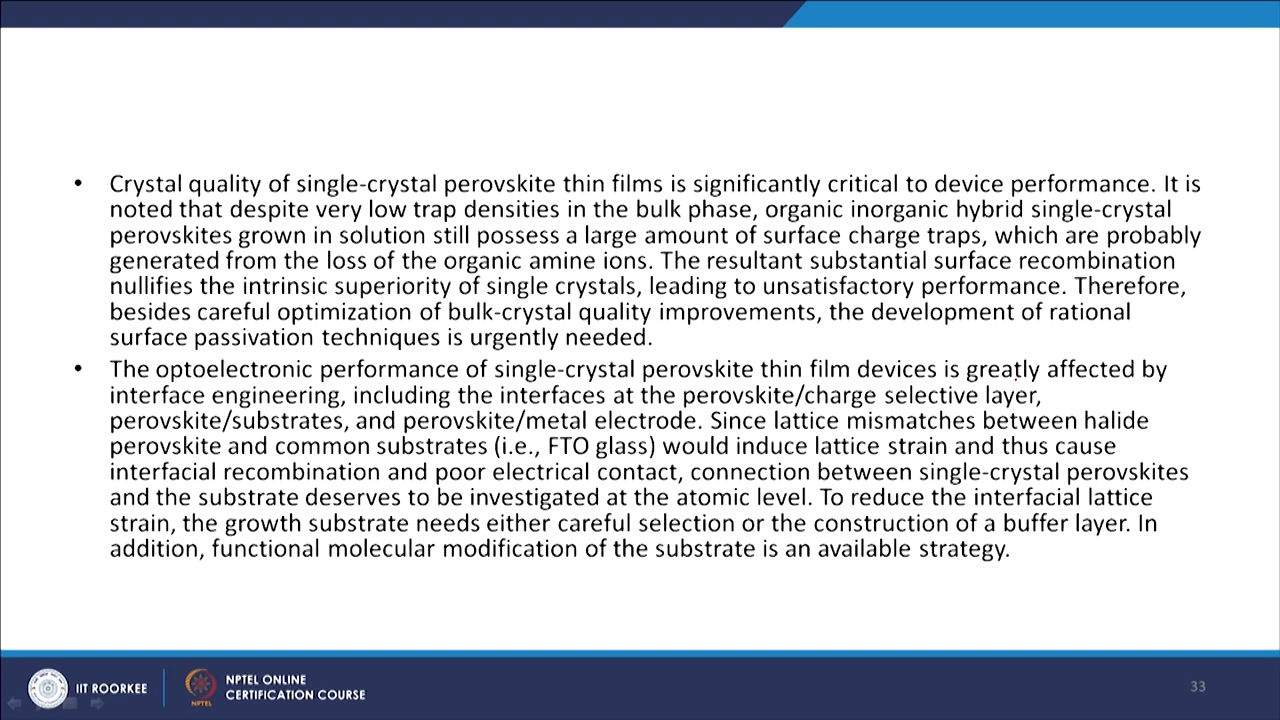 • Crystal quality of single-crystal perovskite thin films is significantly critical to device performance. It is
noted that despite very low trap densities in the bulk phase, organic inorganic hybrid single-crystal
perovskites grown in solution still possess a large amount of surface charge traps, which are probably
generated from the loss of the organic amine ions. The resultant substantial surface recombination
nullifies the intrinsic superiority of single crystals, leading to unsatisfactory performance. Therefore,
besides careful optimization of bulk-crystal quality improvements, the development of rational
surface passivation techniques is urgently needed.
• The optoelectronic performance of single-crystal perovskite thin film devices is greatly affected by
interface engineering, including the interfaces at the perovskite/charge selective layer,
perovskite/substrates, and perovskite/metal electrode. Since lattice mismatches between halide
perovskite and common substrates (i.e., FTO glass) would induce lattice strain and thus cause
interfacial recombination and poor electrical contact, connection between single-crystal perovskites
and the substrate deserves to be investigated at the atomic level. To reduce the interfacial lattice
strain, the growth substrate needs either careful selection or the construction of a buffer layer. In
addition, functional molecular modification of the substrate is an available strategy.
IIT ROORKEE
NPTEL
NPTEL ONLINE
CERTIFICATION COURSE
33